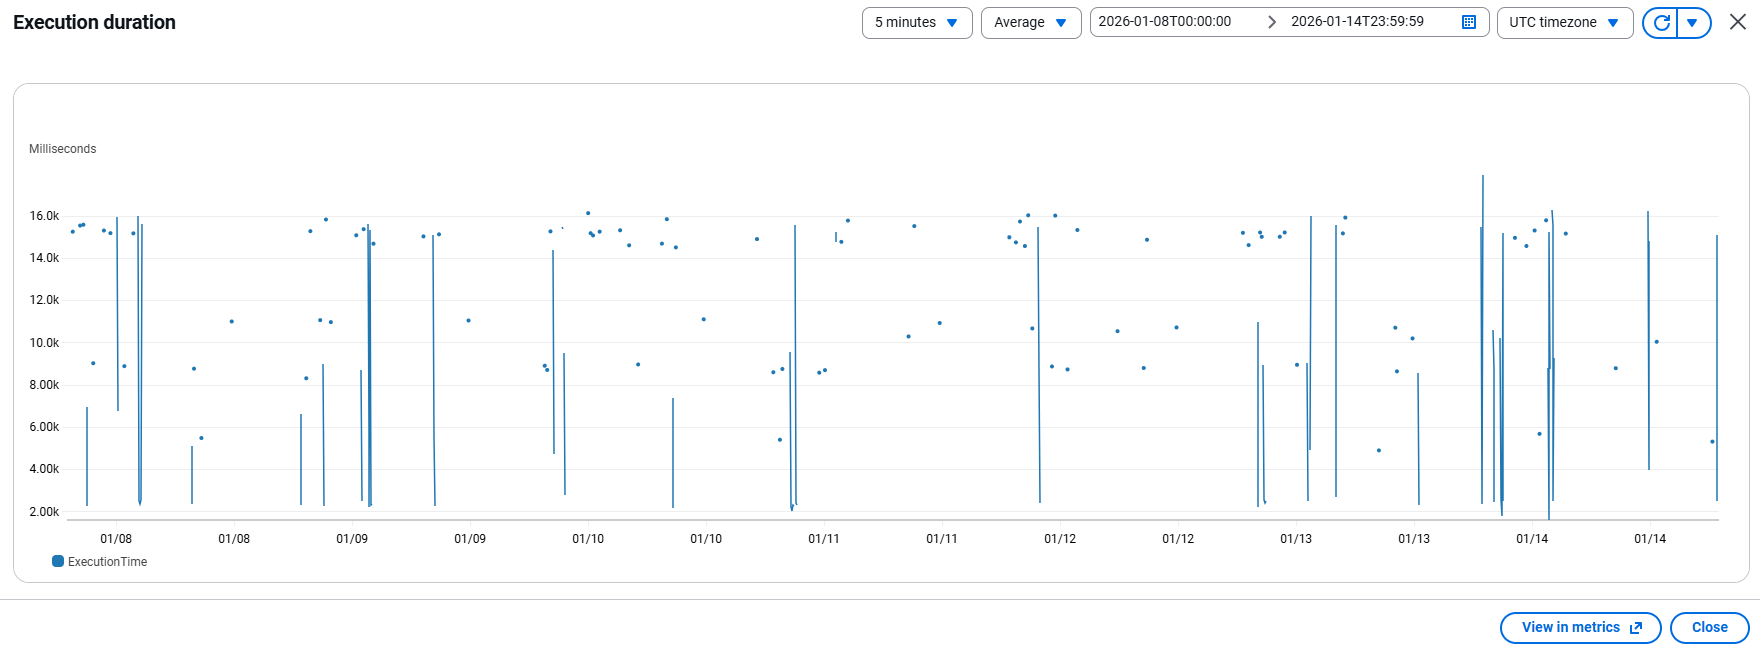 Execution duration
5 minutes
Average
2026-01-08T00:00:00
2026-01-14T23:59:59
UTC timezone
Milliseconds
16.0k
14.0k
12.0k
10.0k
8.00k
6.00k
4.00k
2.00k
01/08 01/08 01/09 01/09 01/10 01/10 01/11 01/11 01/12 01/12 01/13 01/13 01/14 01/14
ExecutionTime
View in metrics
Close